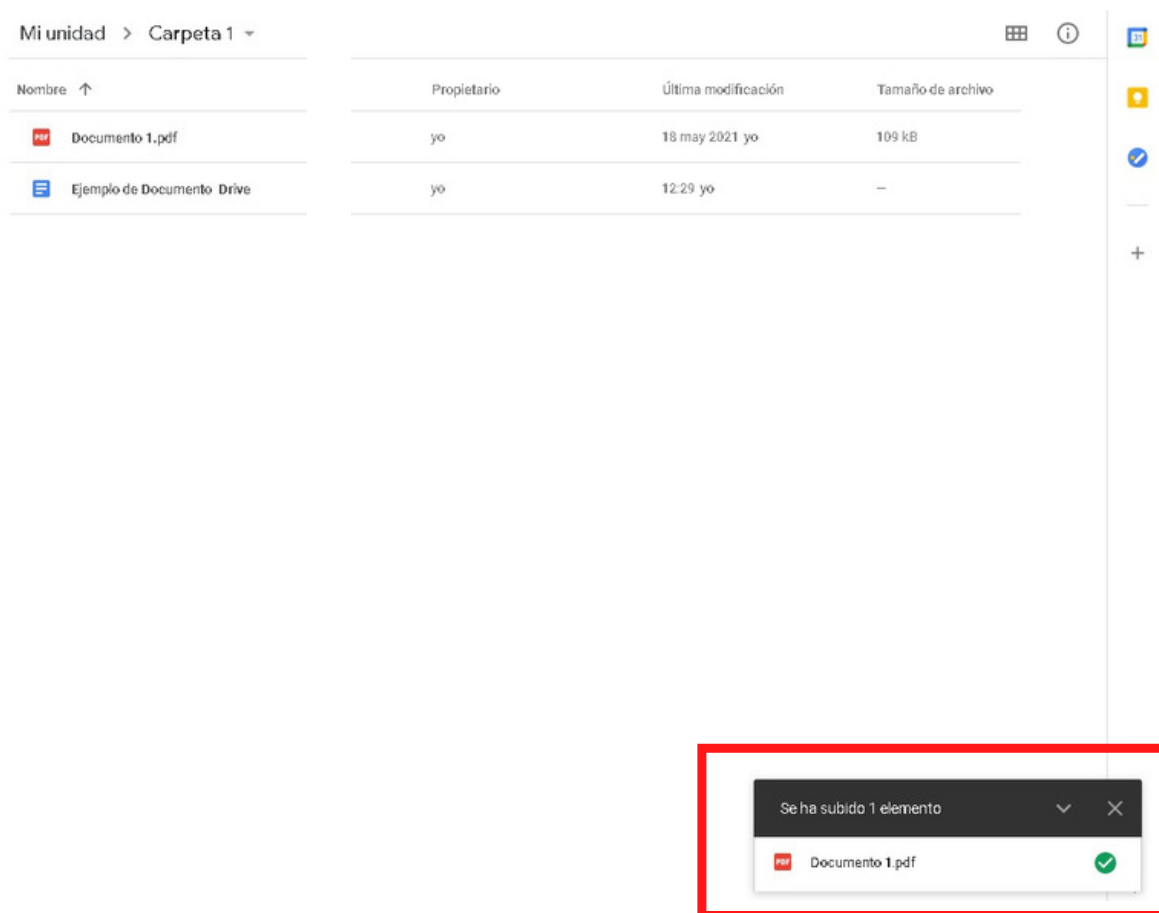 Mi unidad > Carpeta 1
31
Nombre ↑ Propietario Última modificación Tamaño de archivo
PDF Documento 1.pdf yo 18 may 2021 yo 109 kB
Ejemplo de Documento Drive yo 12:29 yo —
Se ha subido 1 elemento
PDF Documento 1.pdf